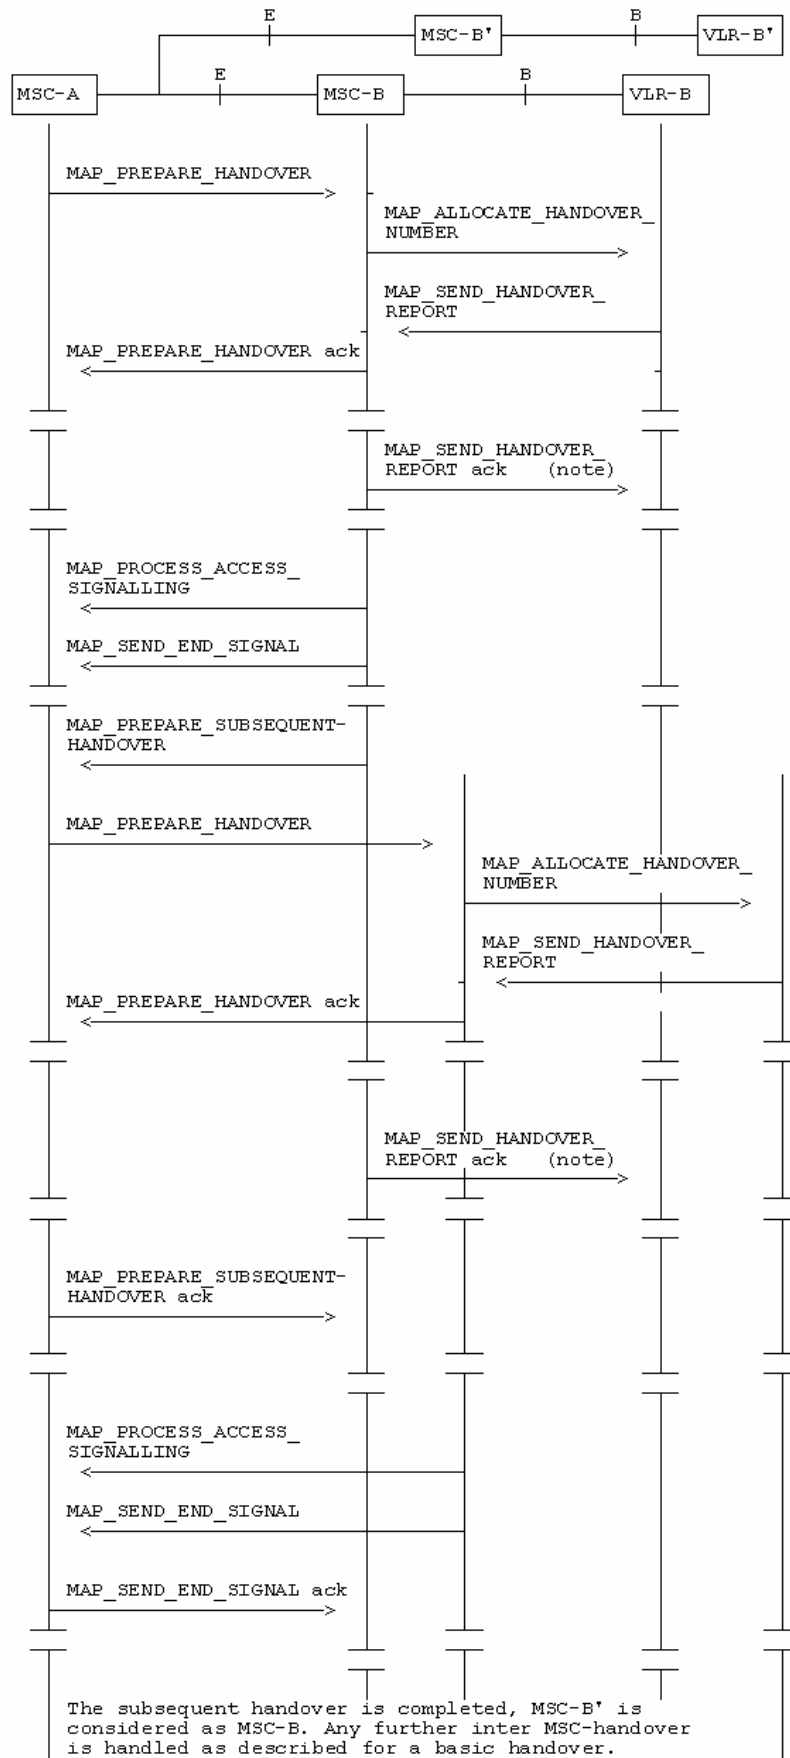 E
B
MSC-B'
VLR-B'
E
B
MSC-A
MSC-B
VLR-B
MAP_PREPARE_HANDOVER
MAP_ALLOCATE_HANDOVER_
NUMBER
MAP_SEND_HANDOVER_
REPORT
MAP_PREPARE_HANDOVER ack
MAP_SEND_HANDOVER_
REPORT ack (note)
MAP_PROCESS_ACCESS_
SIGNALLING
MAP_SEND_END_SIGNAL
MAP_PREPARE_SUBSEQUENT-
HANDOVER
MAP_PREPARE_HANDOVER
MAP_ALLOCATE_HANDOVER_
NUMBER
MAP_SEND_HANDOVER_
REPORT
MAP_PREPARE_HANDOVER ack
MAP_SEND_HANDOVER_
REPORT ack (note)
MAP_PREPARE_SUBSEQUENT-
HANDOVER ack
MAP_PROCESS_ACCESS_
SIGNALLING
MAP_SEND_END_SIGNAL
MAP_SEND_END_SIGNAL ack
The subsequent handover is completed, MSC-B' is
considered as MSC-B. Any further inter MSC-handover
is handled as described for a basic handover.